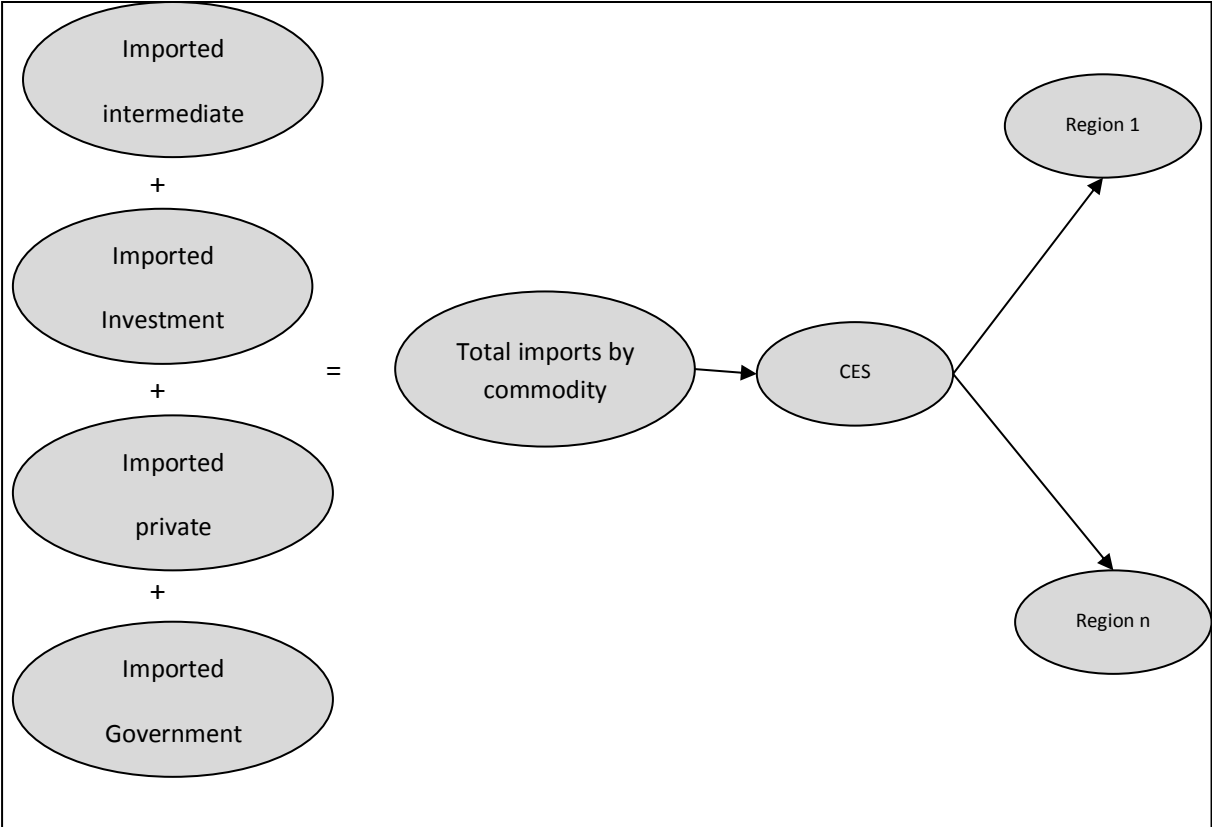 Imported
intermediate
+
Imported
Investment
+
Imported
private
+
Imported
Government
=
Total imports by
commodity
CES
Region 1
Region n